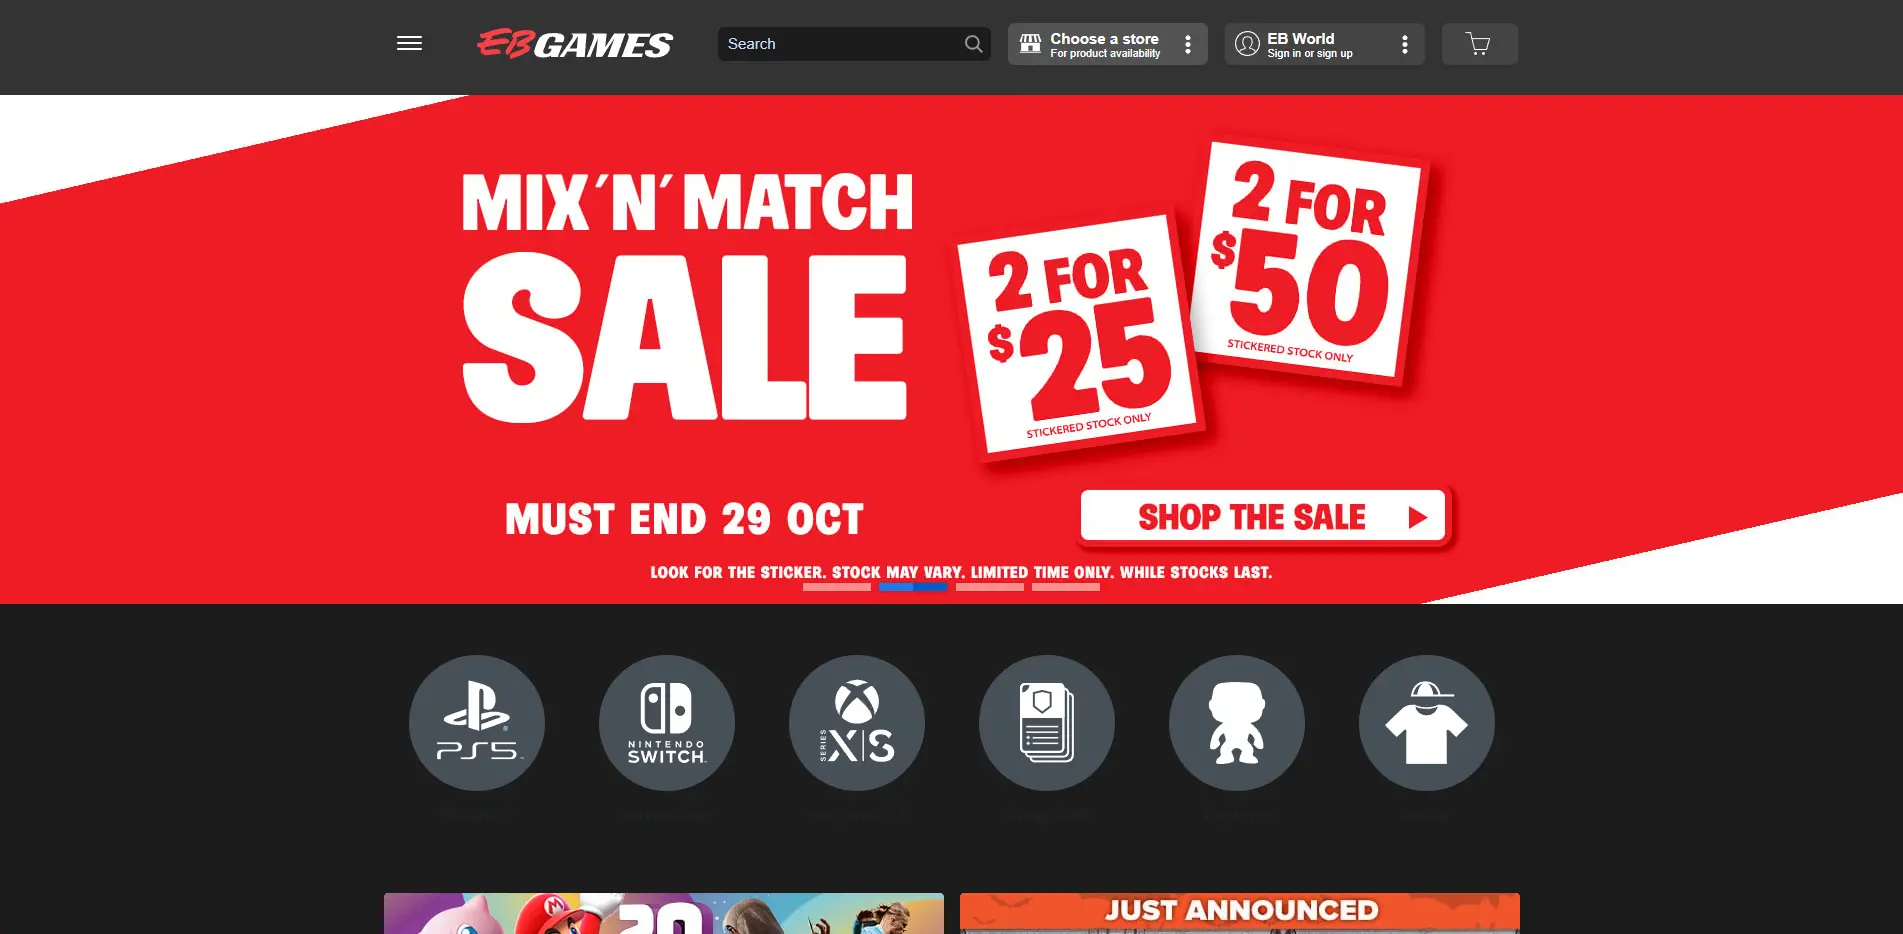 EB GAMES
Search
Choose a store
For product availability
EB World
Sign in or sign up
MIX 'N' MATCH
SALE
2 FOR
$25
STICKERED STOCK ONLY
2 FOR
$50
STICKERED STOCK ONLY
MUST END 29 OCT
SHOP THE SALE
LOOK FOR THE STICKER. STOCK MAY VARY. LIMITED TIME ONLY. WHILE STOCKS LAST.
PS5
NINTENDO
SWITCH
SERIES
X|S
JUST ANNOUNCED